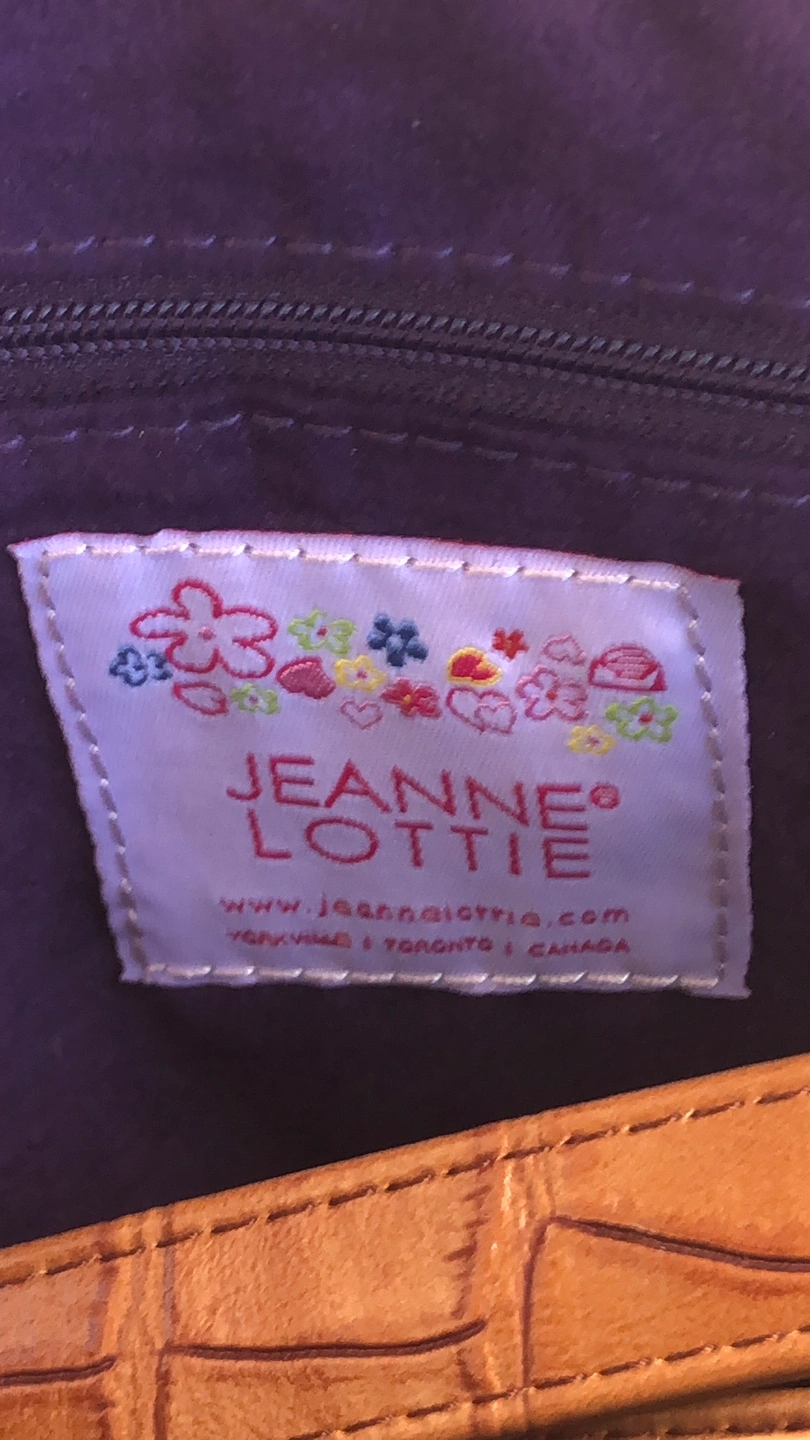 JEANNE®
LOTTIE
www.jeannelottie.com
YORKVILLE | TORONTO | CANADA